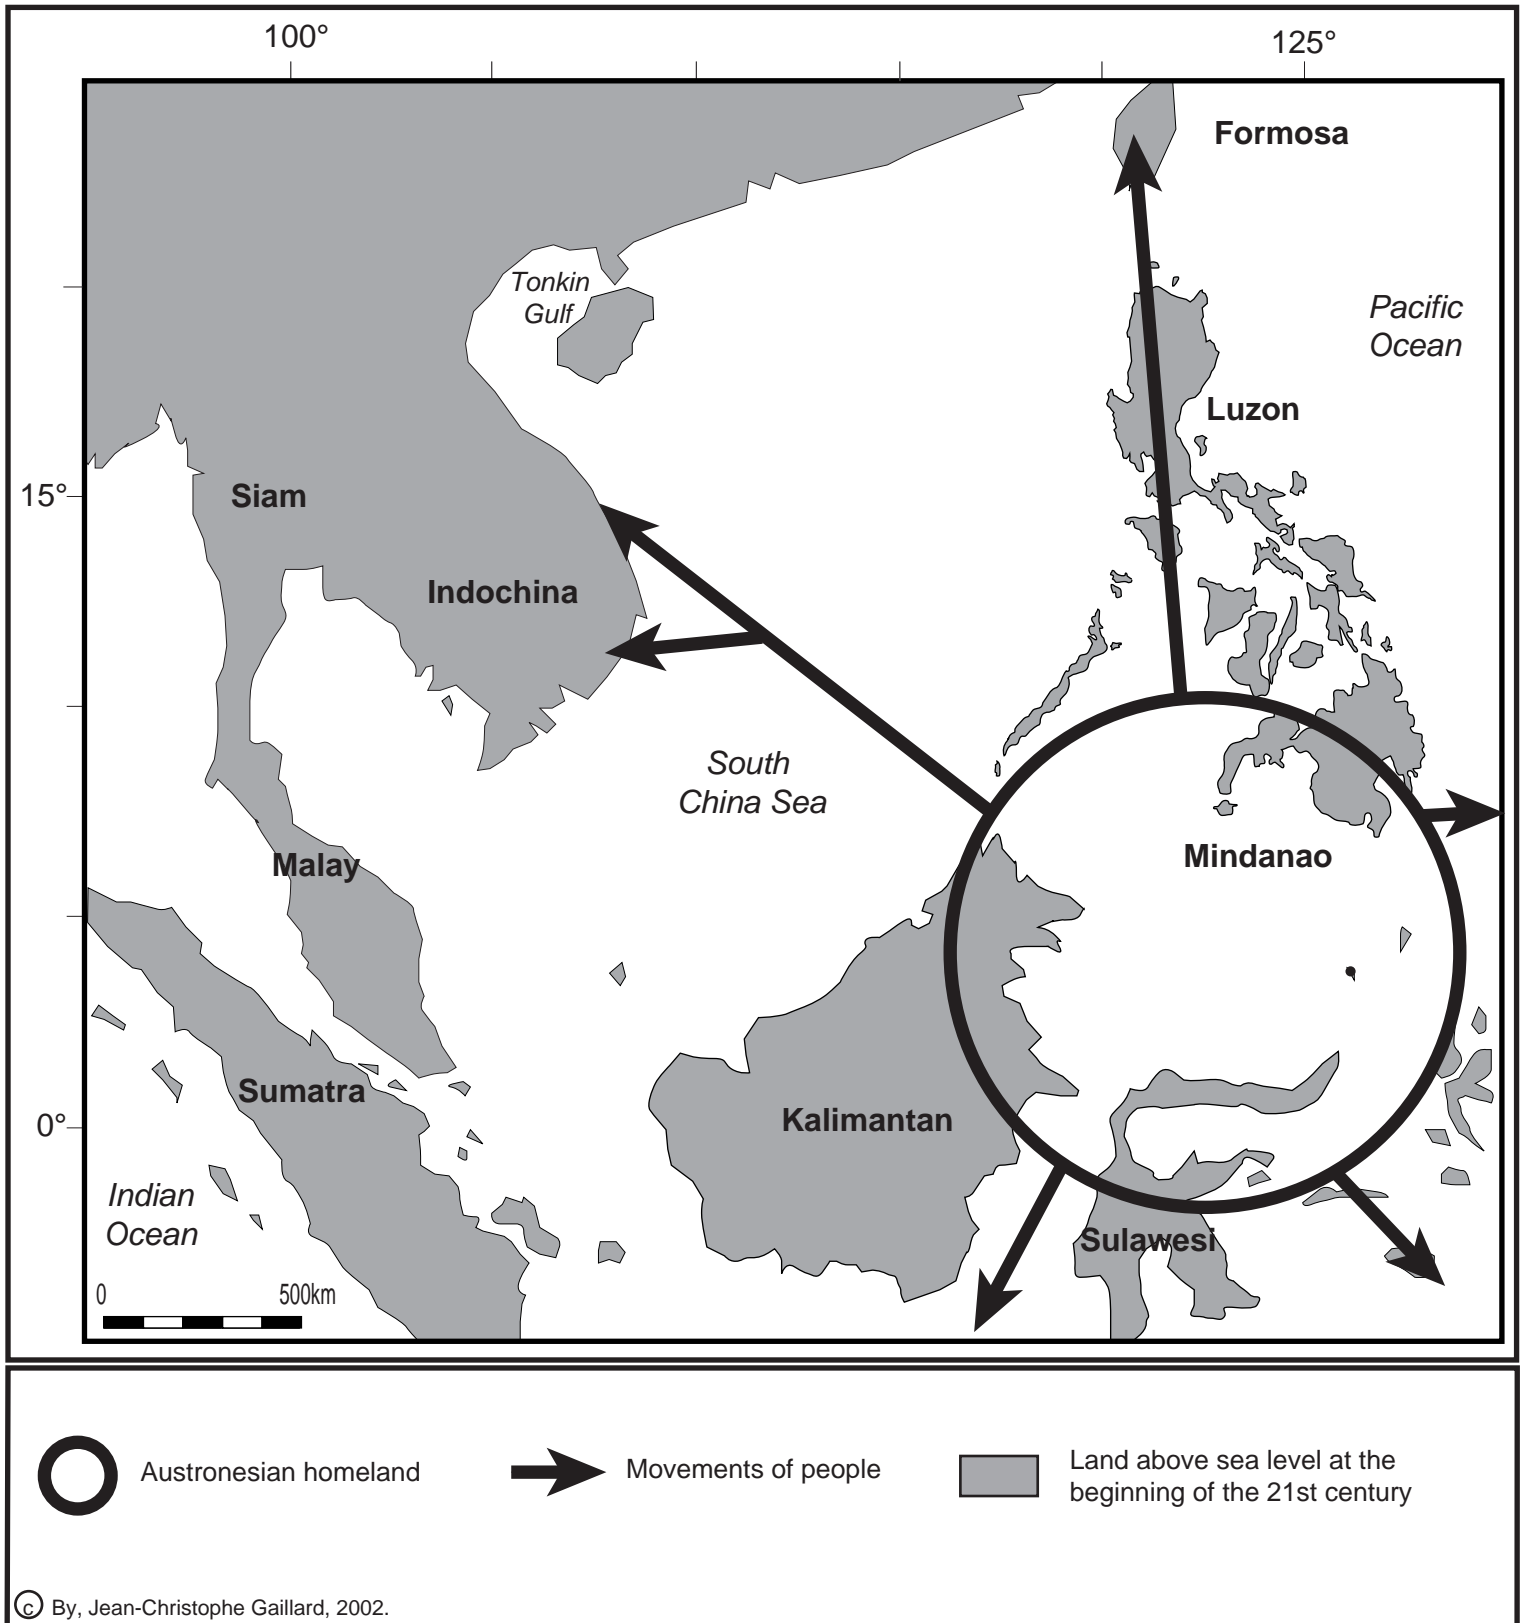 100°
125°
Formosa
Tonkin
Gulf
Pacific
Ocean
Luzon
15°
Siam
Indochina
South
China Sea
Mindanao
Malay
Sumatra
Kalimantan
0°
Indian
Ocean
Sulawesi
0
500km
Austronesian homeland
Movements of people
Land above sea level at the
beginning of the 21st century
© By, Jean-Christophe Gaillard, 2002.